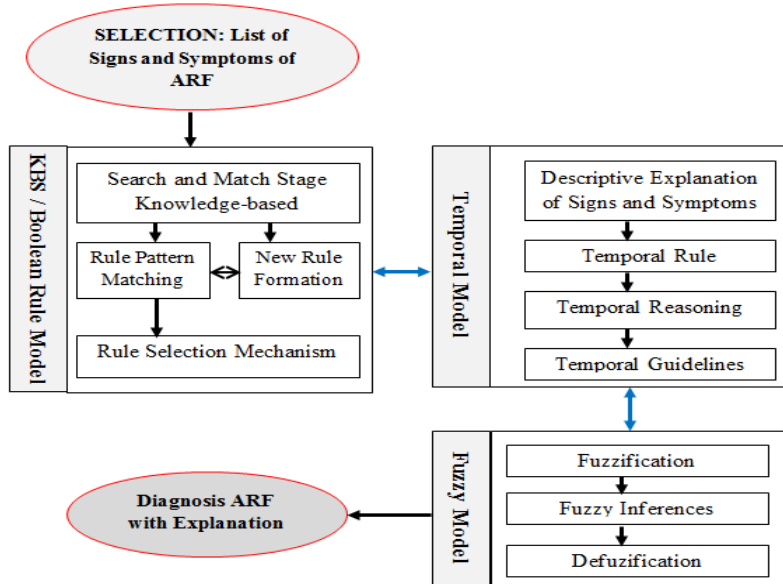 SELECTION: List of
Signs and Symptoms of
ARF
KBS / Boolean Rule Model
Search and Match Stage
Knowledge-based
Rule Pattern
Matching
New Rule
Formation
Rule Selection Mechanism
Temporal Model
Descriptive Explanation
of Signs and Symptoms
Temporal Rule
Temporal Reasoning
Temporal Guidelines
Fuzzy Model
Fuzzification
Fuzzy Inferences
Defuzification
Diagnosis ARF
with Explanation